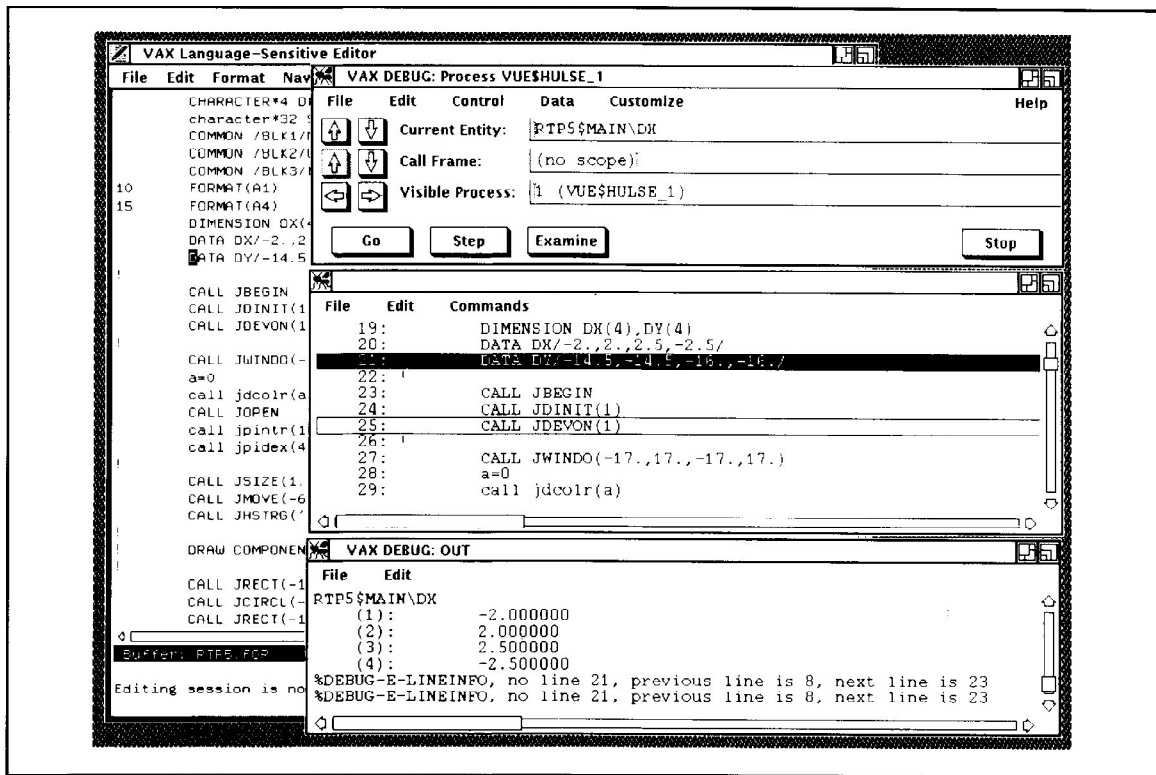 VAX Language-Sensitive Editor
File Edit Format Nav
CHARACTER*4 D
character*32 S
COMMON /BLK1/
COMMON /BLK2/
COMMON /BLK3/
10 FORMAT(A1)
15 FORMAT(A4)
DIMENSION DX(4
DATA DX/-2.,2
DATA DY/-14.5
!
CALL JBEGIN
CALL JDINIT(1
CALL JDEVON(1
!
CALL JWINDO(-
a=0
call jdcolr(a
CALL JOPEN
call jpintr(1
call jpidex(4
!
CALL JSIZE(1.
CALL JMOVE(-6
CALL JHSTRG('
!
! DRAW COMPONEN
!
CALL JRECT(-1
CALL JCIRCL(-
CALL JRECT(-1
Buffer: RTP5.FOR
Editing session is no
VAX DEBUG: Process VUE$HULSE_1
File Edit Control Data Customize Help
Current Entity: RTP5$MAIN\DX
Call Frame: (no scope)
Visible Process: 1 (VUE$HULSE_1)
Go Step Examine Stop
File Edit Commands
19: DIMENSION DX(4),DY(4)
20: DATA DX/-2.,2.,2.5,-2.5/
21: DATA DY/-14.5,-14.5,-16.,-16./
22: !
23: CALL JBEGIN
24: CALL JDINIT(1)
25: CALL JDEVON(1)
26: !
27: CALL JWINDO(-17.,17.,-17.,17.)
28: a=0
29: call jdcolr(a)
VAX DEBUG: OUT
File Edit
RTP5$MAIN\DX
(1): -2.000000
(2): 2.000000
(3): 2.500000
(4): -2.500000
%DEBUG-E-LINEINFO, no line 21, previous line is 8, next line is 23
%DEBUG-E-LINEINFO, no line 21, previous line is 8, next line is 23